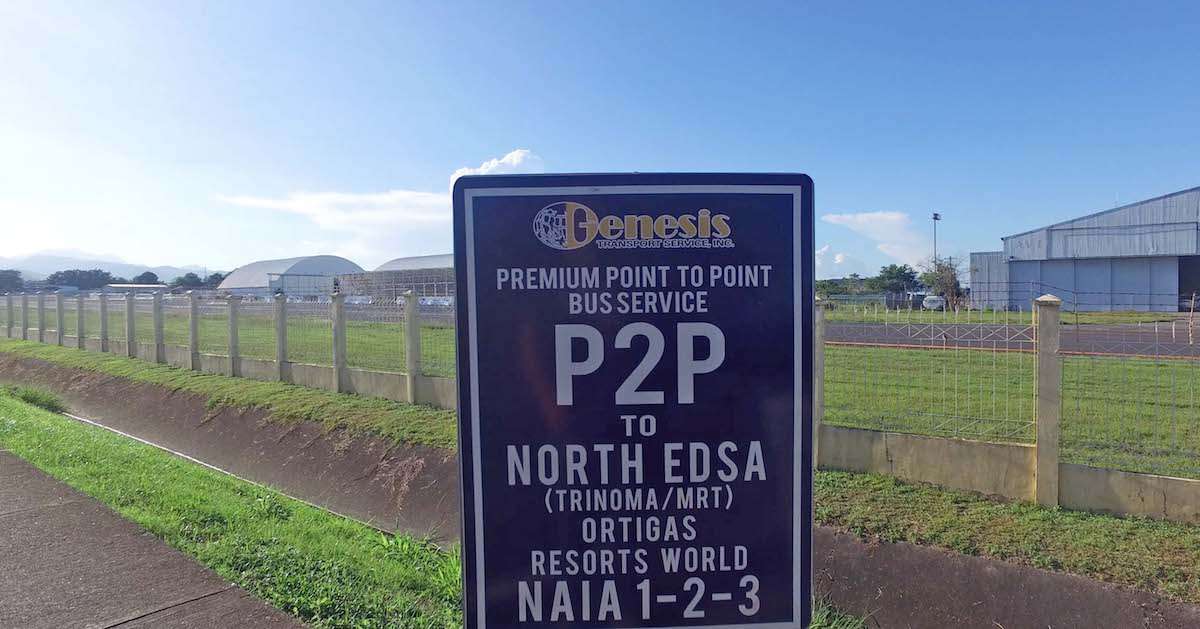 Genesis
TRANSPORT SERVICE, INC.
PREMIUM POINT TO POINT
BUS SERVICE
P2P
TO
NORTH EDSA
(TRINOMA/MRT)
ORTIGAS
RESORTS WORLD
NAIA 1-2-3